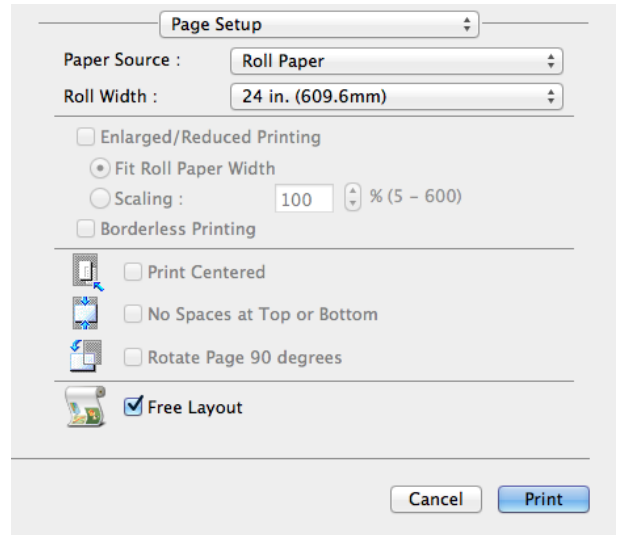 Page Setup
Paper Source : Roll Paper
Roll Width : 24 in. (609.6mm)
Enlarged/Reduced Printing
Fit Roll Paper Width
Scaling : 100 % (5 – 600)
Borderless Printing
Print Centered
No Spaces at Top or Bottom
Rotate Page 90 degrees
Free Layout
Cancel Print